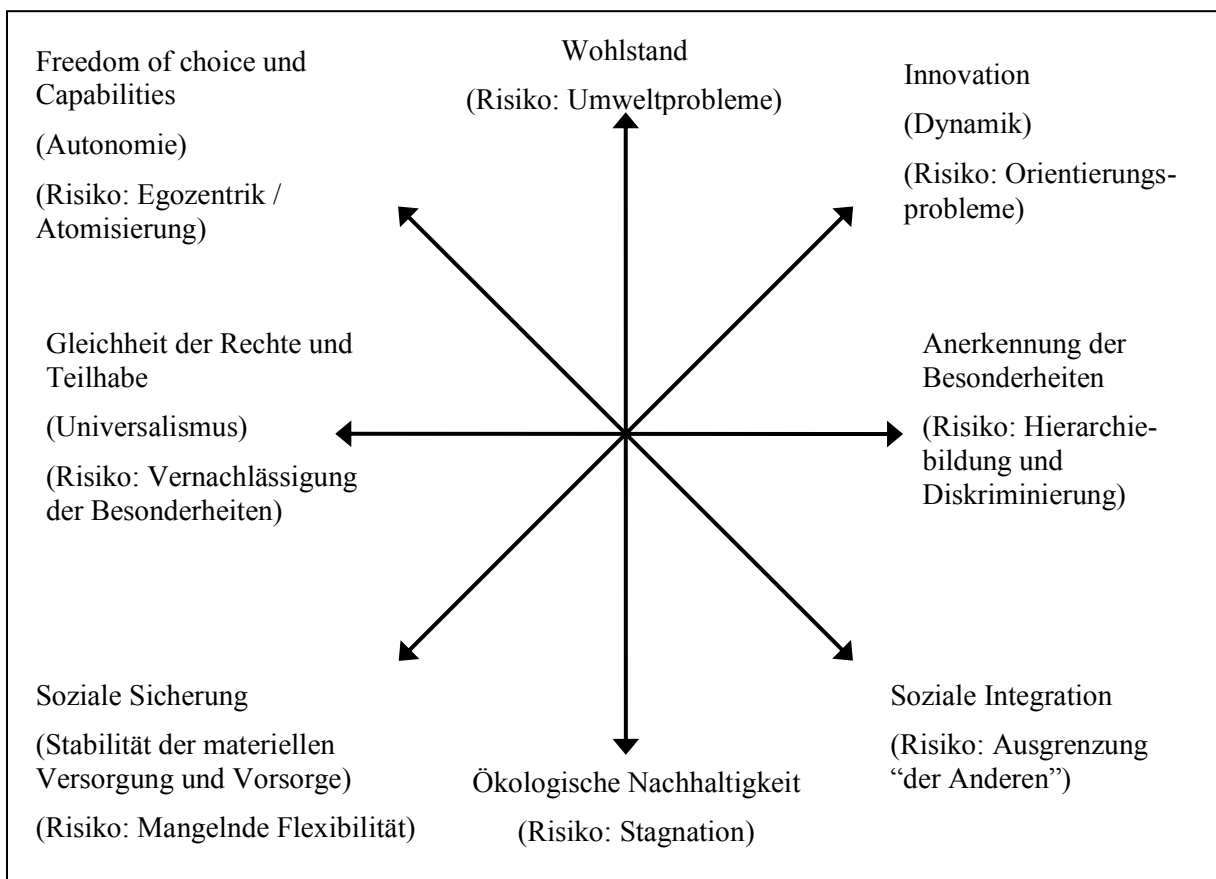 Freedom of choice und
Capabilities
(Autonomie)
(Risiko: Egozentrik /
Atomisierung)
Wohlstand
(Risiko: Umweltprobleme)
Innovation
(Dynamik)
(Risiko: Orientierungs-
probleme)
Gleichheit der Rechte und
Teilhabe
(Universalismus)
(Risiko: Vernachlässigung
der Besonderheiten)
Anerkennung der
Besonderheiten
(Risiko: Hierarchie-
bildung und
Diskriminierung)
Soziale Sicherung
(Stabilität der materiellen
Versorgung und Vorsorge)
(Risiko: Mangelnde Flexibilität)
Ökologische Nachhaltigkeit
(Risiko: Stagnation)
Soziale Integration
(Risiko: Ausgrenzung
“der Anderen”)